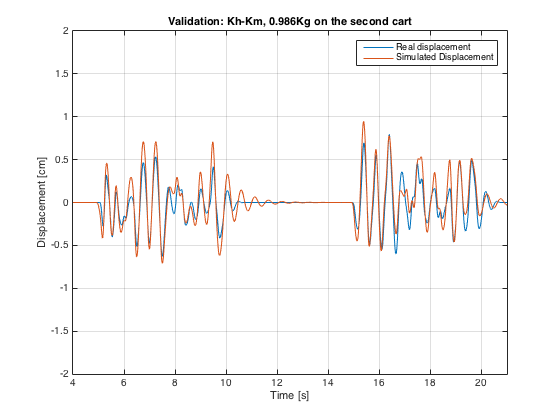 Validation: Kh-Km, 0.986Kg on the second cart
Real displacement
Simulated Displacement
Displacement [cm]
2
1.5
1
0.5
0
-0.5
-1
-1.5
-2
4 6 8 10 12 14 16 18 20
Time [s]